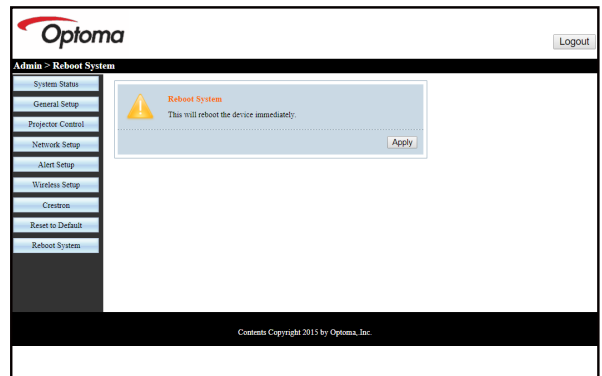 Optoma
Logout
Admin > Reboot System
System Status
General Setup
Projector Control
Network Setup
Alert Setup
Wireless Setup
Crestron
Reset to Default
Reboot System
Reboot System
This will reboot the device immediately.
Apply
Contents Copyright 2015 by Optoma, Inc.